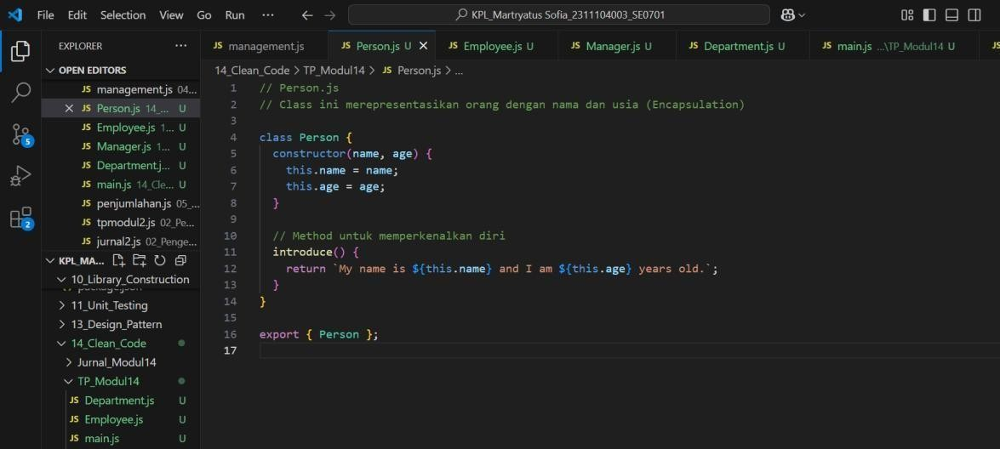 File Edit Selection View Go Run ··· ← → KPL_Martryatus Sofia_2311104003_SE0701
EXPLORER ···
OPEN EDITORS
JS management.js 04...
× JS Person.js 14_... U
JS Employee.js 1... U
JS Manager.js 1... U
JS Department.j... U
JS main.js 14_Cle... U
JS penjumlahan.js 05_...
JS tpmodul2.js 02_Pe...
JS jurnal2.js 02_Penge...
KPL_MA...
10_Library_Construction
package.json
11_Unit_Testing
13_Design_Pattern
14_Clean_Code
Jurnal_Modul14
TP_Modul14
JS Department.js U
JS Employee.js U
JS main.js U
5
2
JS management.js JS Person.js U × JS Employee.js U JS Manager.js U JS Department.js U JS main.js ...\TP_Modul14 U JS
14_Clean_Code > TP_Modul14 > JS Person.js > ...
1 // Person.js
2 // Class ini merepresentasikan orang dengan nama dan usia (Encapsulation)
3
4 class Person {
5 constructor(name, age) {
6 this.name = name;
7 this.age = age;
8 }
9
10 // Method untuk memperkenalkan diri
11 introduce() {
12 return `My name is ${this.name} and I am ${this.age} years old.`;
13 }
14 }
15
16 export { Person };
17